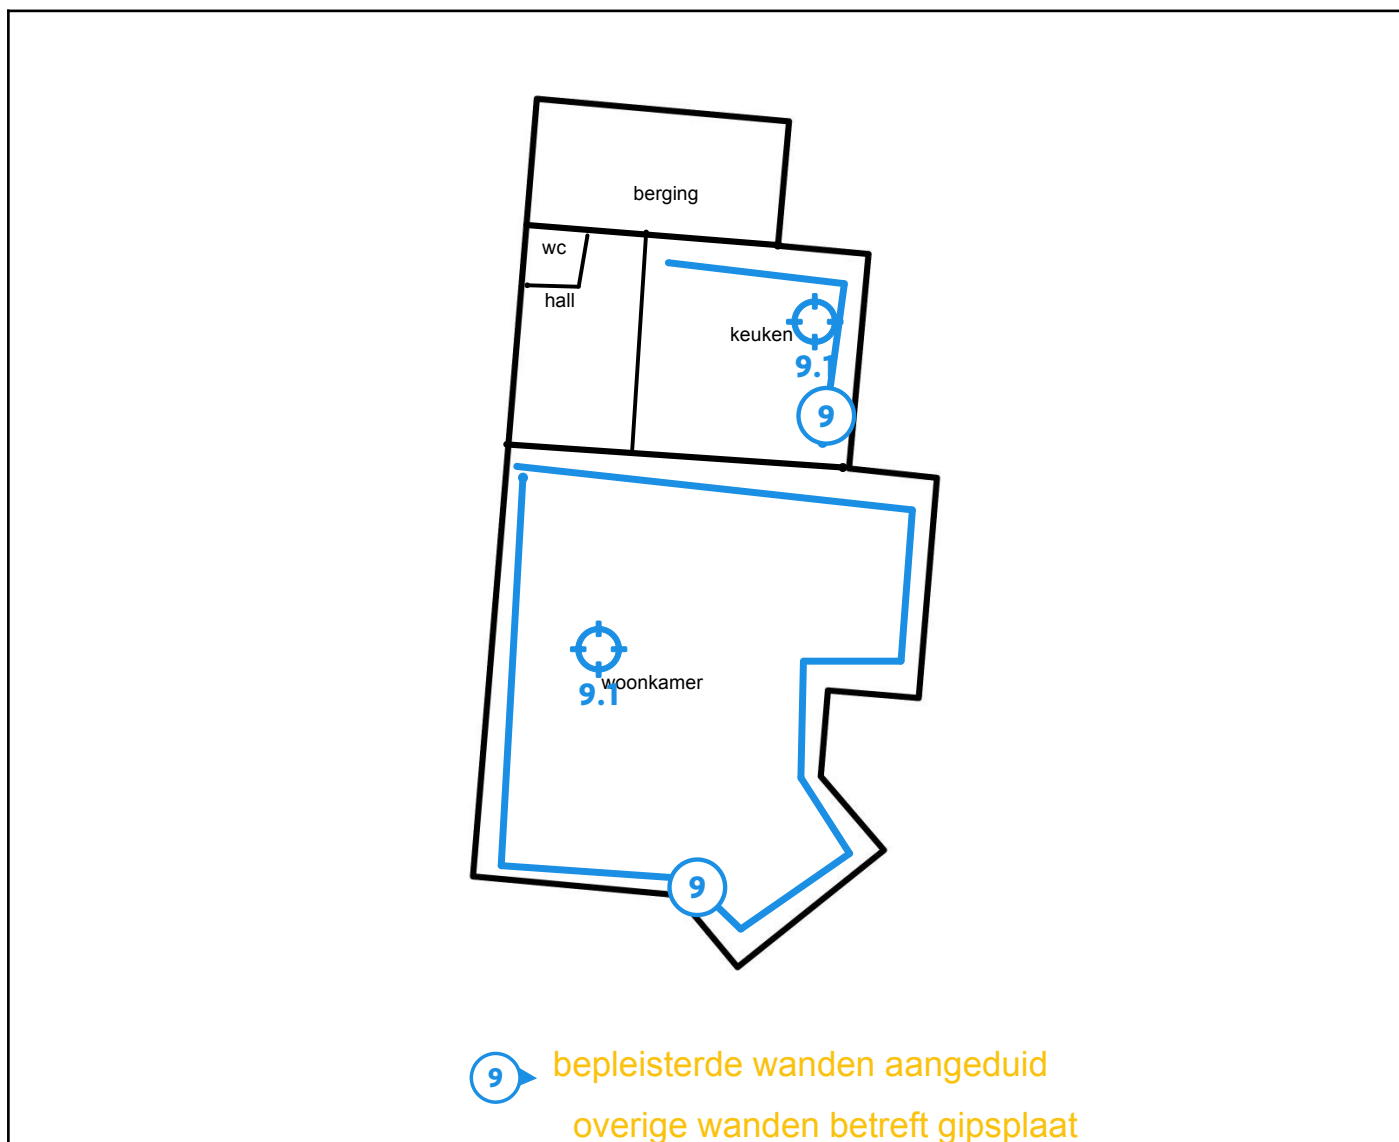 berging
wc
hall
keuken
9.1
9
woonkamer
9.1
9
9 bepleisterde wanden aangeduid
overige wanden betreft gipsplaat